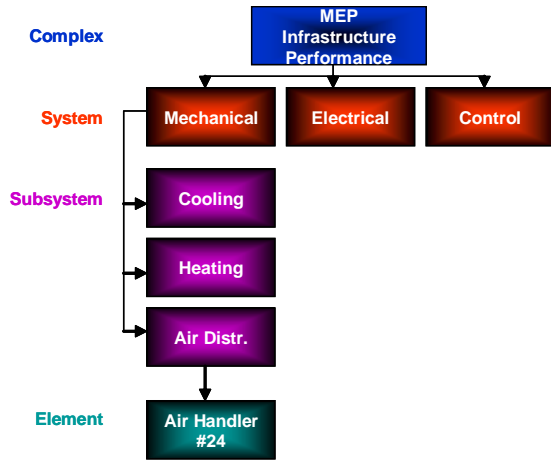 Complex
MEP
Infrastructure
Performance
System
Mechanical
Electrical
Control
Subsystem
Cooling
Heating
Air Distr.
Element
Air Handler
#24